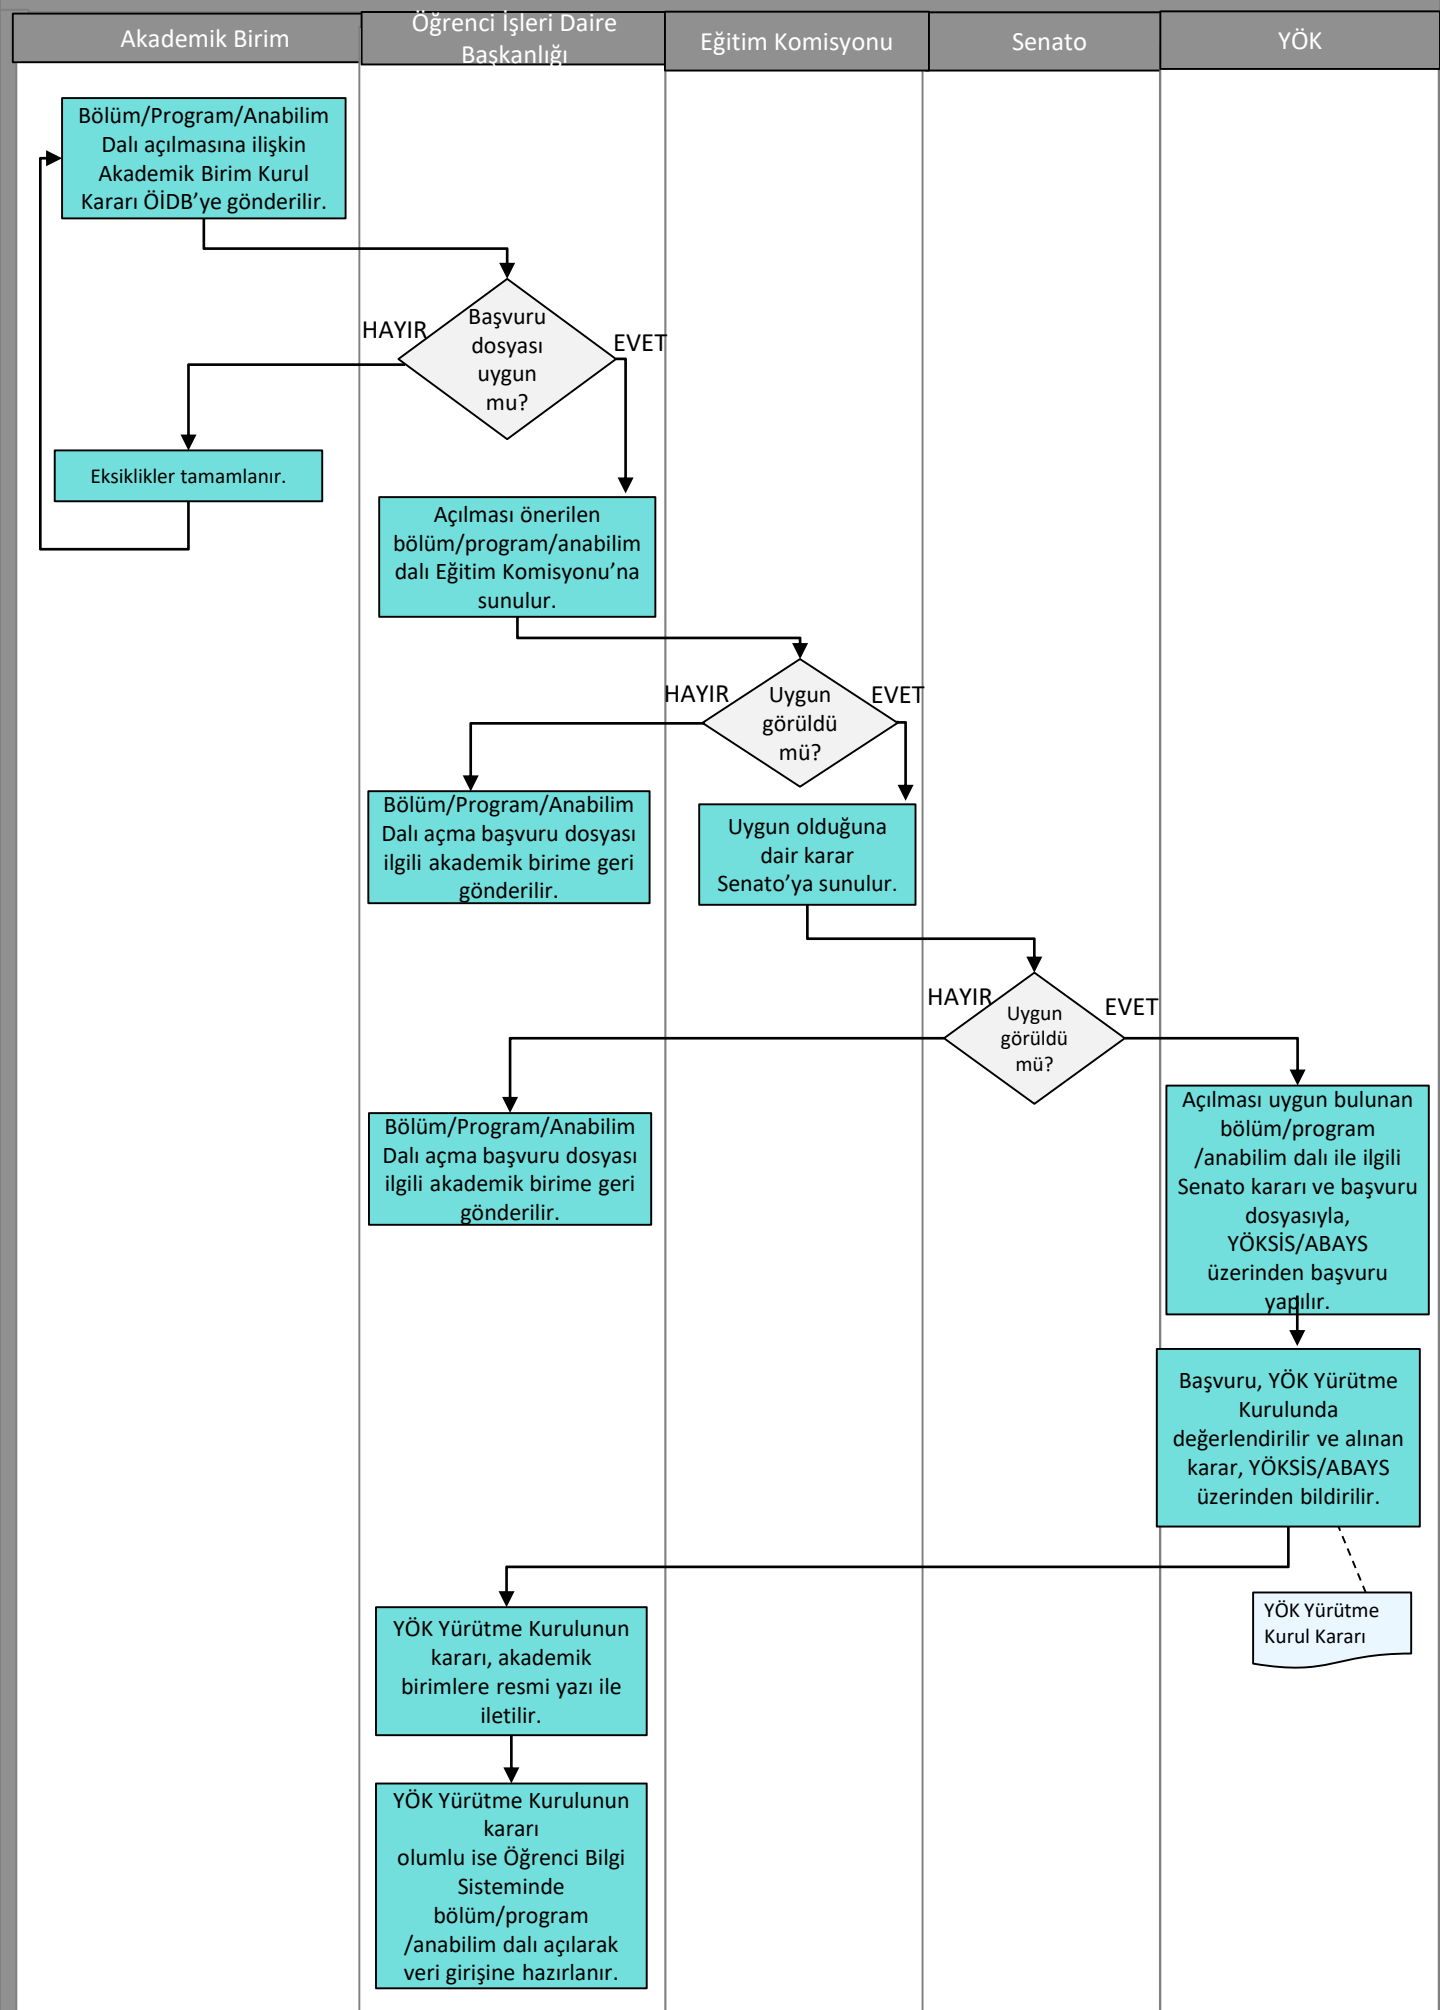 Akademik Birim
Öğrenci İşleri Daire
Başkanlığı
Eğitim Komisyonu
Senato
YÖK
Bölüm/Program/Anabilim
Dalı açılmasına ilişkin
Akademik Birim Kurul
Kararı ÖİDB’ye gönderilir.
HAYIR
Başvuru
dosyası
uygun
mu?
EVET
Eksiklikler tamamlanır.
Açılması önerilen
bölüm/program/anabilim
dalı Eğitim Komisyonu’na
sunulur.
HAYIR
Uygun
görüldü
mü?
EVET
Bölüm/Program/Anabilim
Dalı açma başvuru dosyası
ilgili akademik birime geri
gönderilir.
Uygun olduğuna
dair karar
Senato’ya sunulur.
HAYIR
Uygun
görüldü
mü?
EVET
Bölüm/Program/Anabilim
Dalı açma başvuru dosyası
ilgili akademik birime geri
gönderilir.
Açılması uygun bulunan
bölüm/program
/anabilim dalı ile ilgili
Senato kararı ve başvuru
dosyasıyla,
YÖKSİS/ABAYS
üzerinden başvuru
yapılır.
Başvuru, YÖK Yürütme
Kurulunda
değerlendirilir ve alınan
karar, YÖKSİS/ABAYS
üzerinden bildirilir.
YÖK Yürütme
Kurul Kararı
YÖK Yürütme Kurulunun
kararı, akademik
birimlere resmi yazı ile
iletilir.
YÖK Yürütme Kurulunun
kararı
olumlu ise Öğrenci Bilgi
Sisteminde
bölüm/program
/anabilim dalı açılarak
veri girişine hazırlanır.